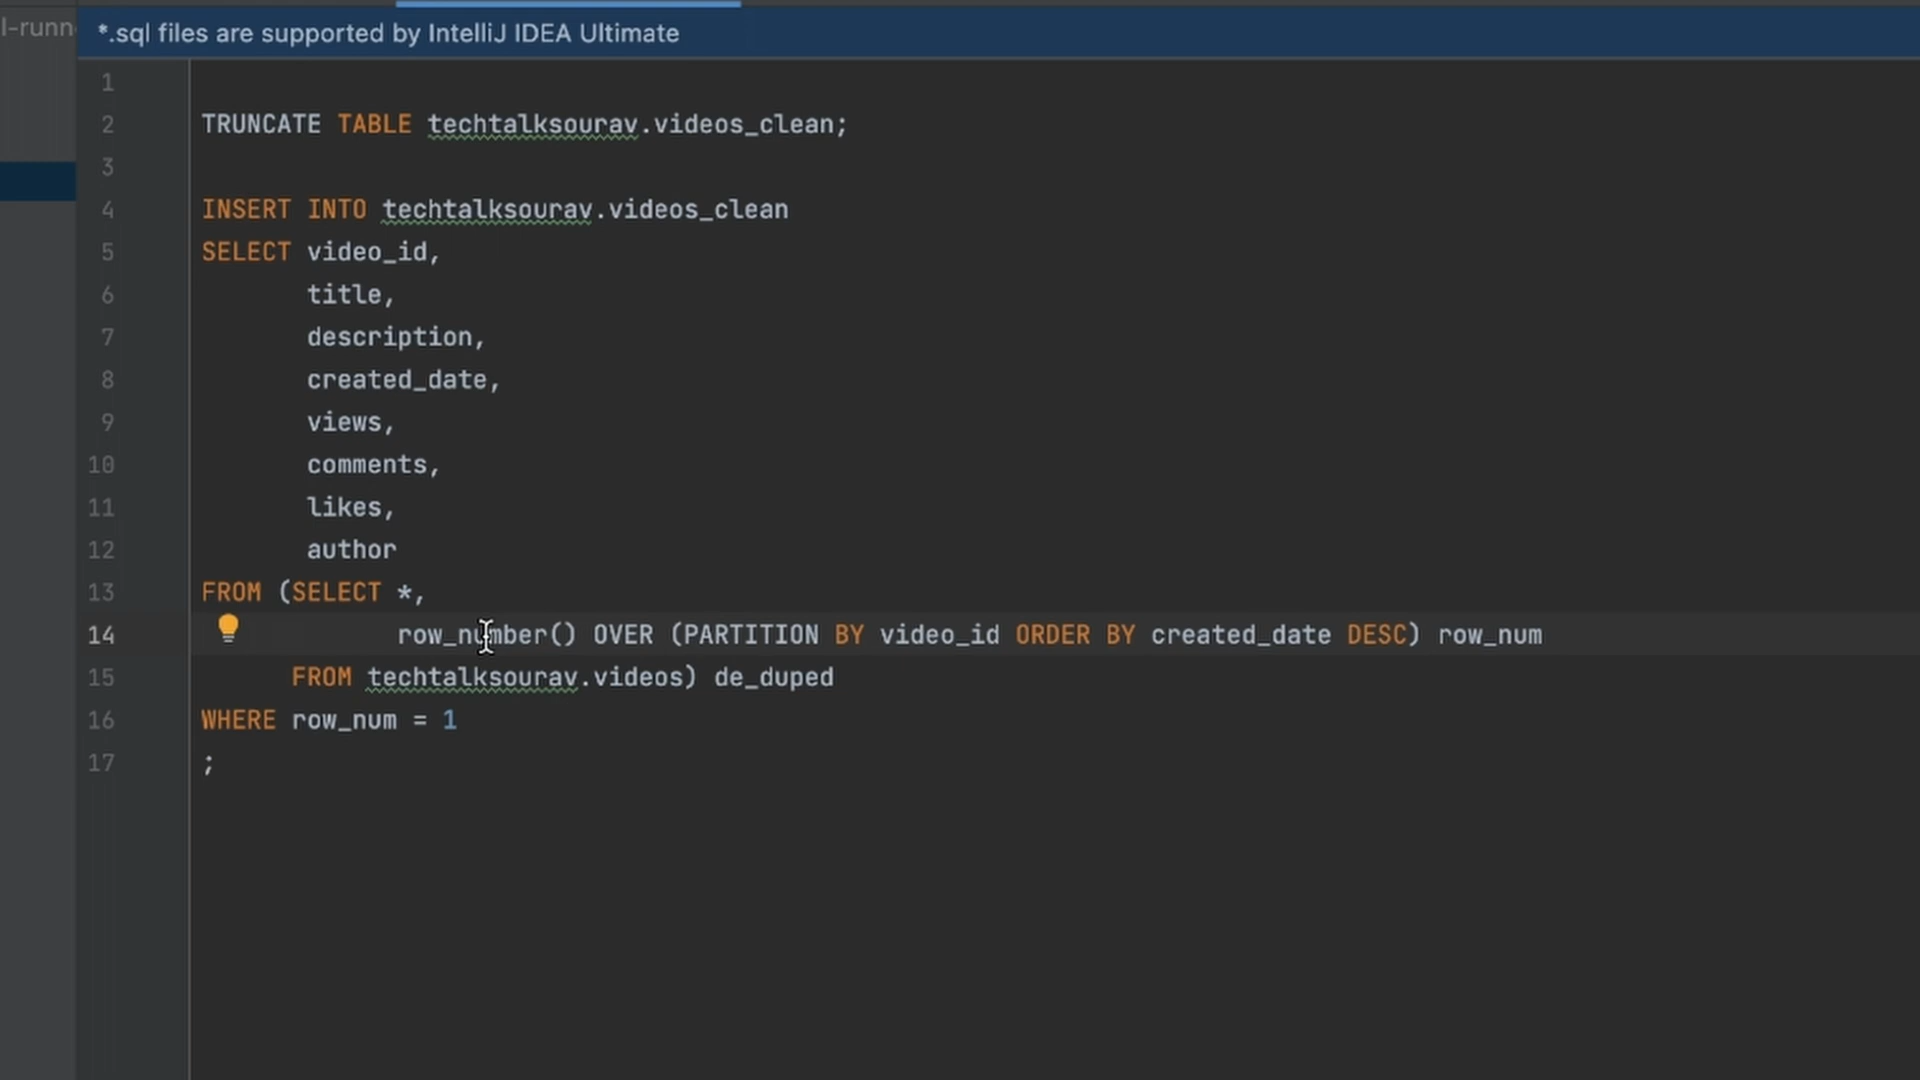 l-runn
*.sql files are supported by IntelliJ IDEA Ultimate
1
2 TRUNCATE TABLE techtalksourav.videos_clean;
3
4 INSERT INTO techtalksourav.videos_clean
5 SELECT video_id,
6 title,
7 description,
8 created_date,
9 views,
10 comments,
11 likes,
12 author
13 FROM (SELECT *,
14 row_number() OVER (PARTITION BY video_id ORDER BY created_date DESC) row_num
15 FROM techtalksourav.videos) de_duped
16 WHERE row_num = 1
17 ;